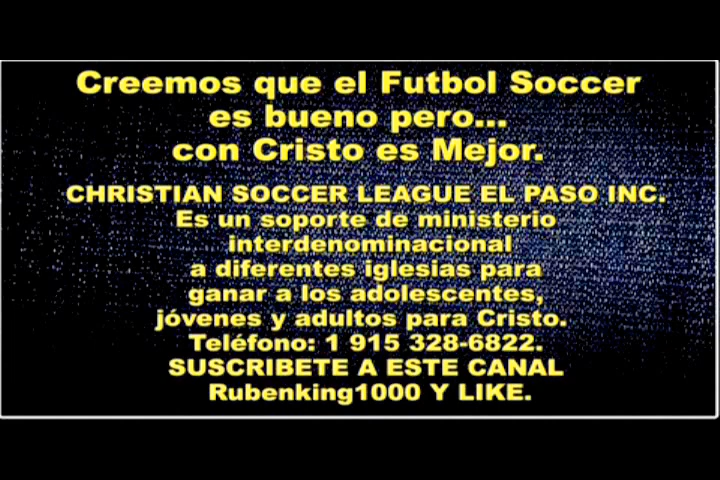 Creemos que el Futbol Soccer
es bueno pero...
con Cristo es Mejor.
CHRISTIAN SOCCER LEAGUE EL PASO INC.
Es un soporte de ministerio
interdenominacional
a diferentes iglesias para
ganar a los adolescentes,
jóvenes y adultos para Cristo.
Teléfono: 1 915 328-6822.
SUSCRIBETE A ESTE CANAL
Rubenking1000 Y LIKE.